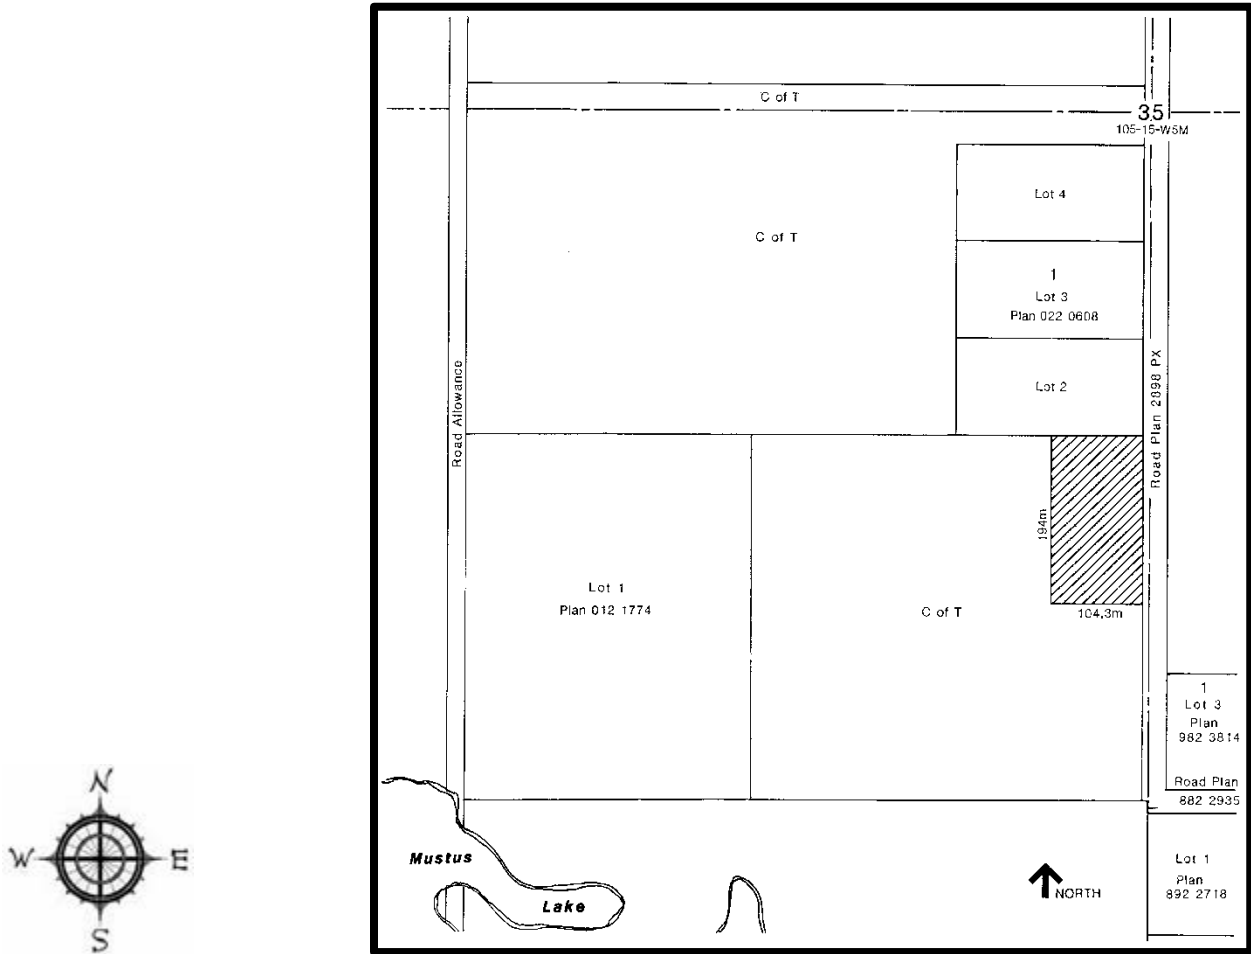 C of T
35
105-15-W5M
Lot 4
C of T
1
Lot 3
Plan 022 0608
Lot 2
Road Allowance
Road Plan 2898 PX
194m
104.3m
Lot 1
Plan 012 1774
C of T
1
Lot 3
Plan
982 3814
Road Plan
882 2935
N
W
E
S
Mustus
Lake
NORTH
Lot 1
Plan
892 2718